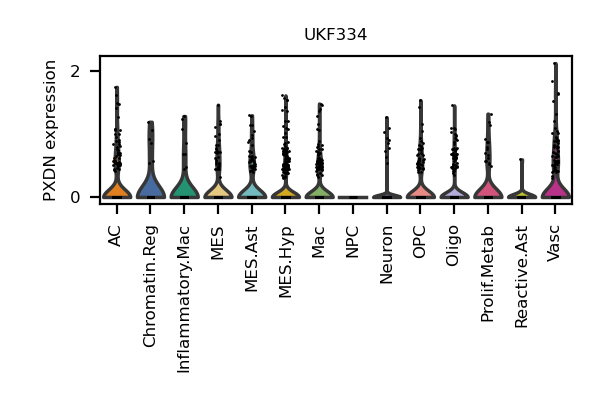 UKF334
PXDN expression
2
0
AC
Chromatin.Reg
Inflammatory.Mac
MES
MES.Ast
MES.Hyp
Mac
NPC
Neuron
OPC
Oligo
Prolif.Metab
Reactive.Ast
Vasc